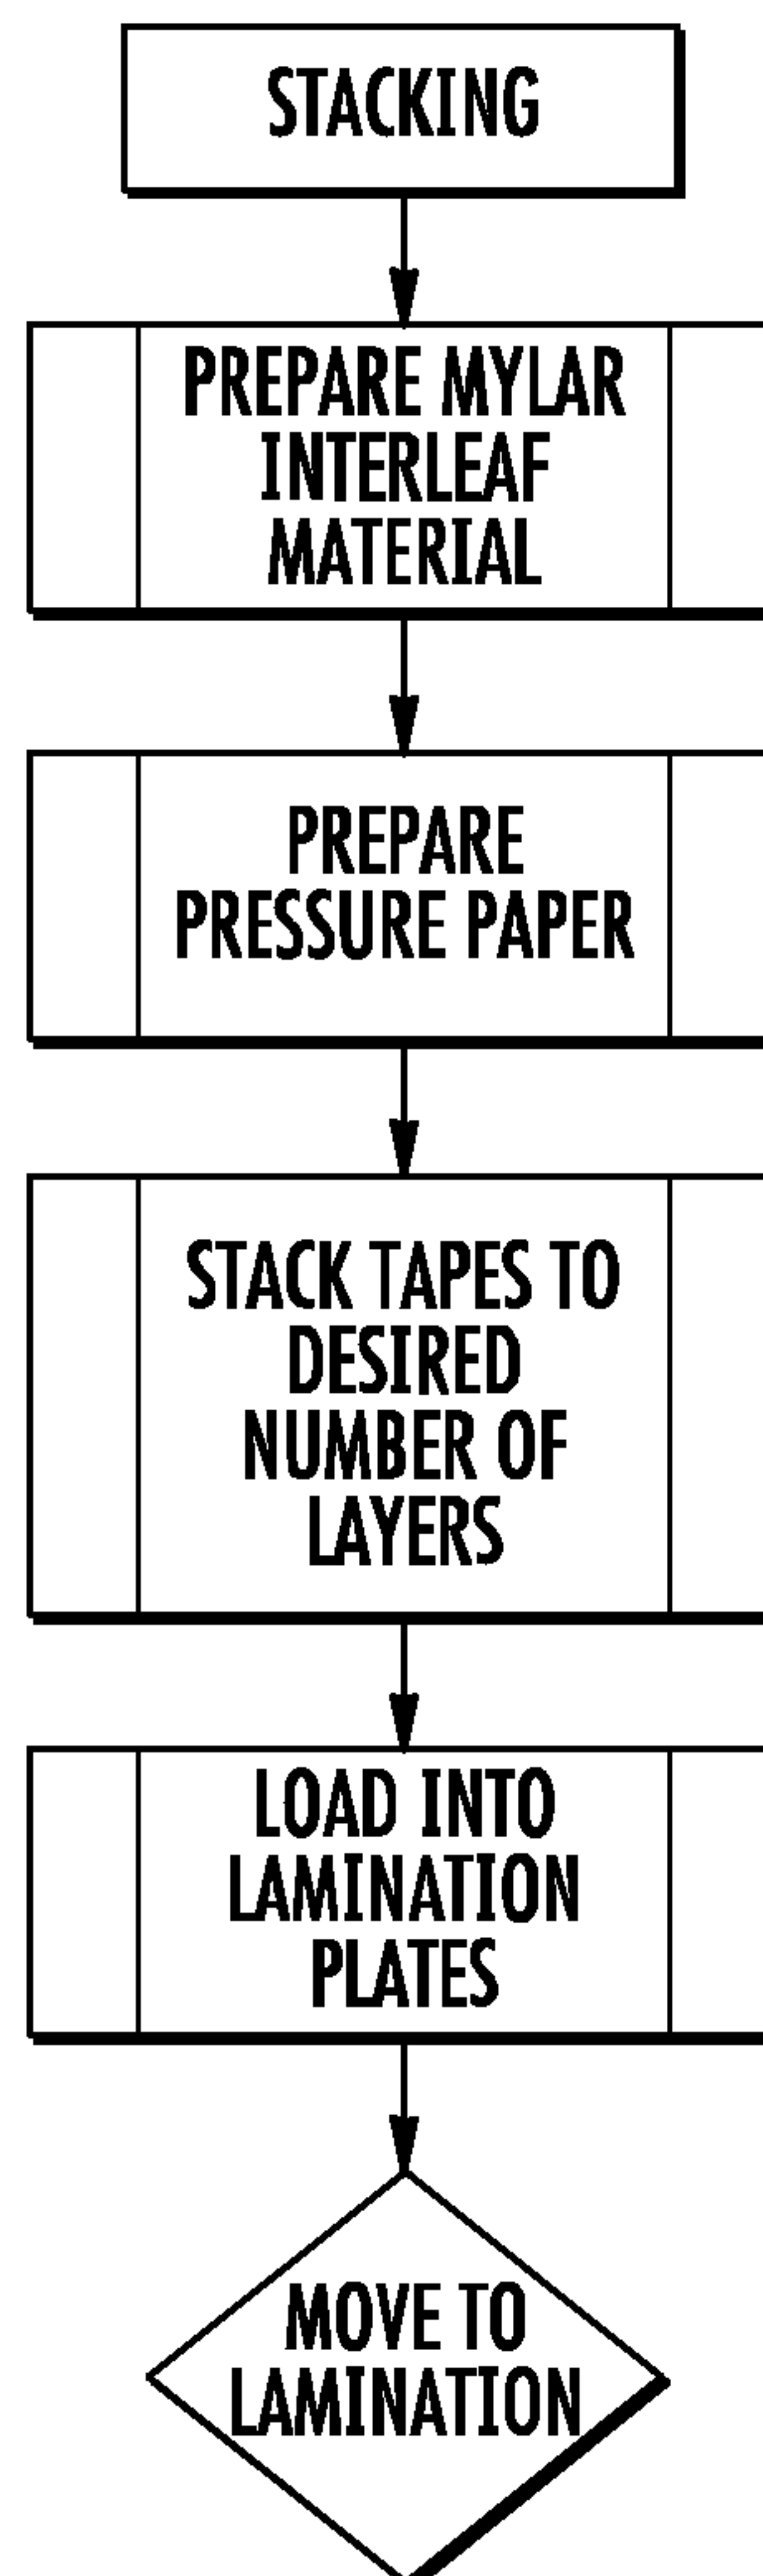 STACKING
PREPARE MYLAR
INTERLEAF
MATERIAL
PREPARE
PRESSURE PAPER
STACK TAPES TO
DESIRED
NUMBER OF
LAYERS
LOAD INTO
LAMINATION
PLATES
MOVE TO
LAMINATION